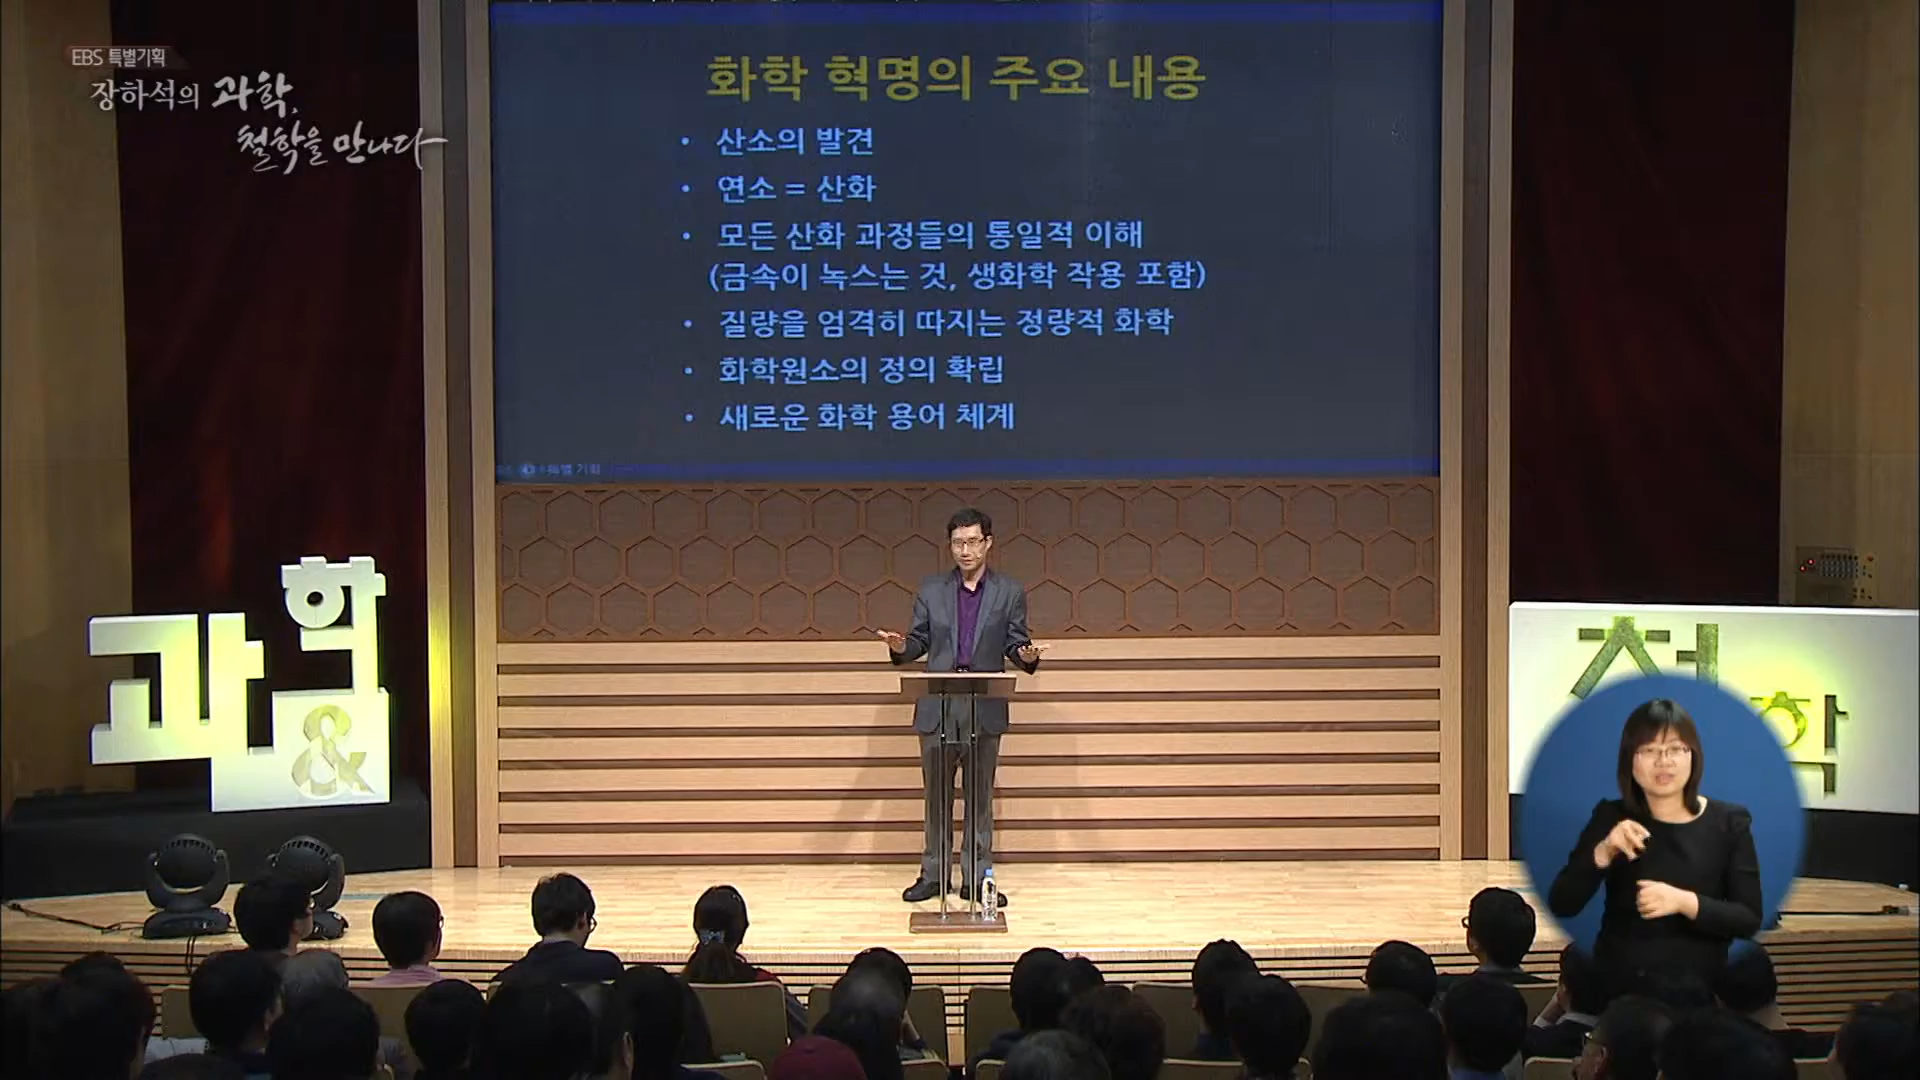 EBS 특별기획
장하석의 과학,
철학을 만나다
화학 혁명의 주요 내용
• 산소의 발견
• 연소 = 산화
• 모든 산화 과정들의 통일적 이해
(금속이 녹스는 것, 생화학 작용 포함)
• 질량을 엄격히 따지는 정량적 화학
• 화학원소의 정의 확립
• 새로운 화학 용어 체계
과학
&
철학